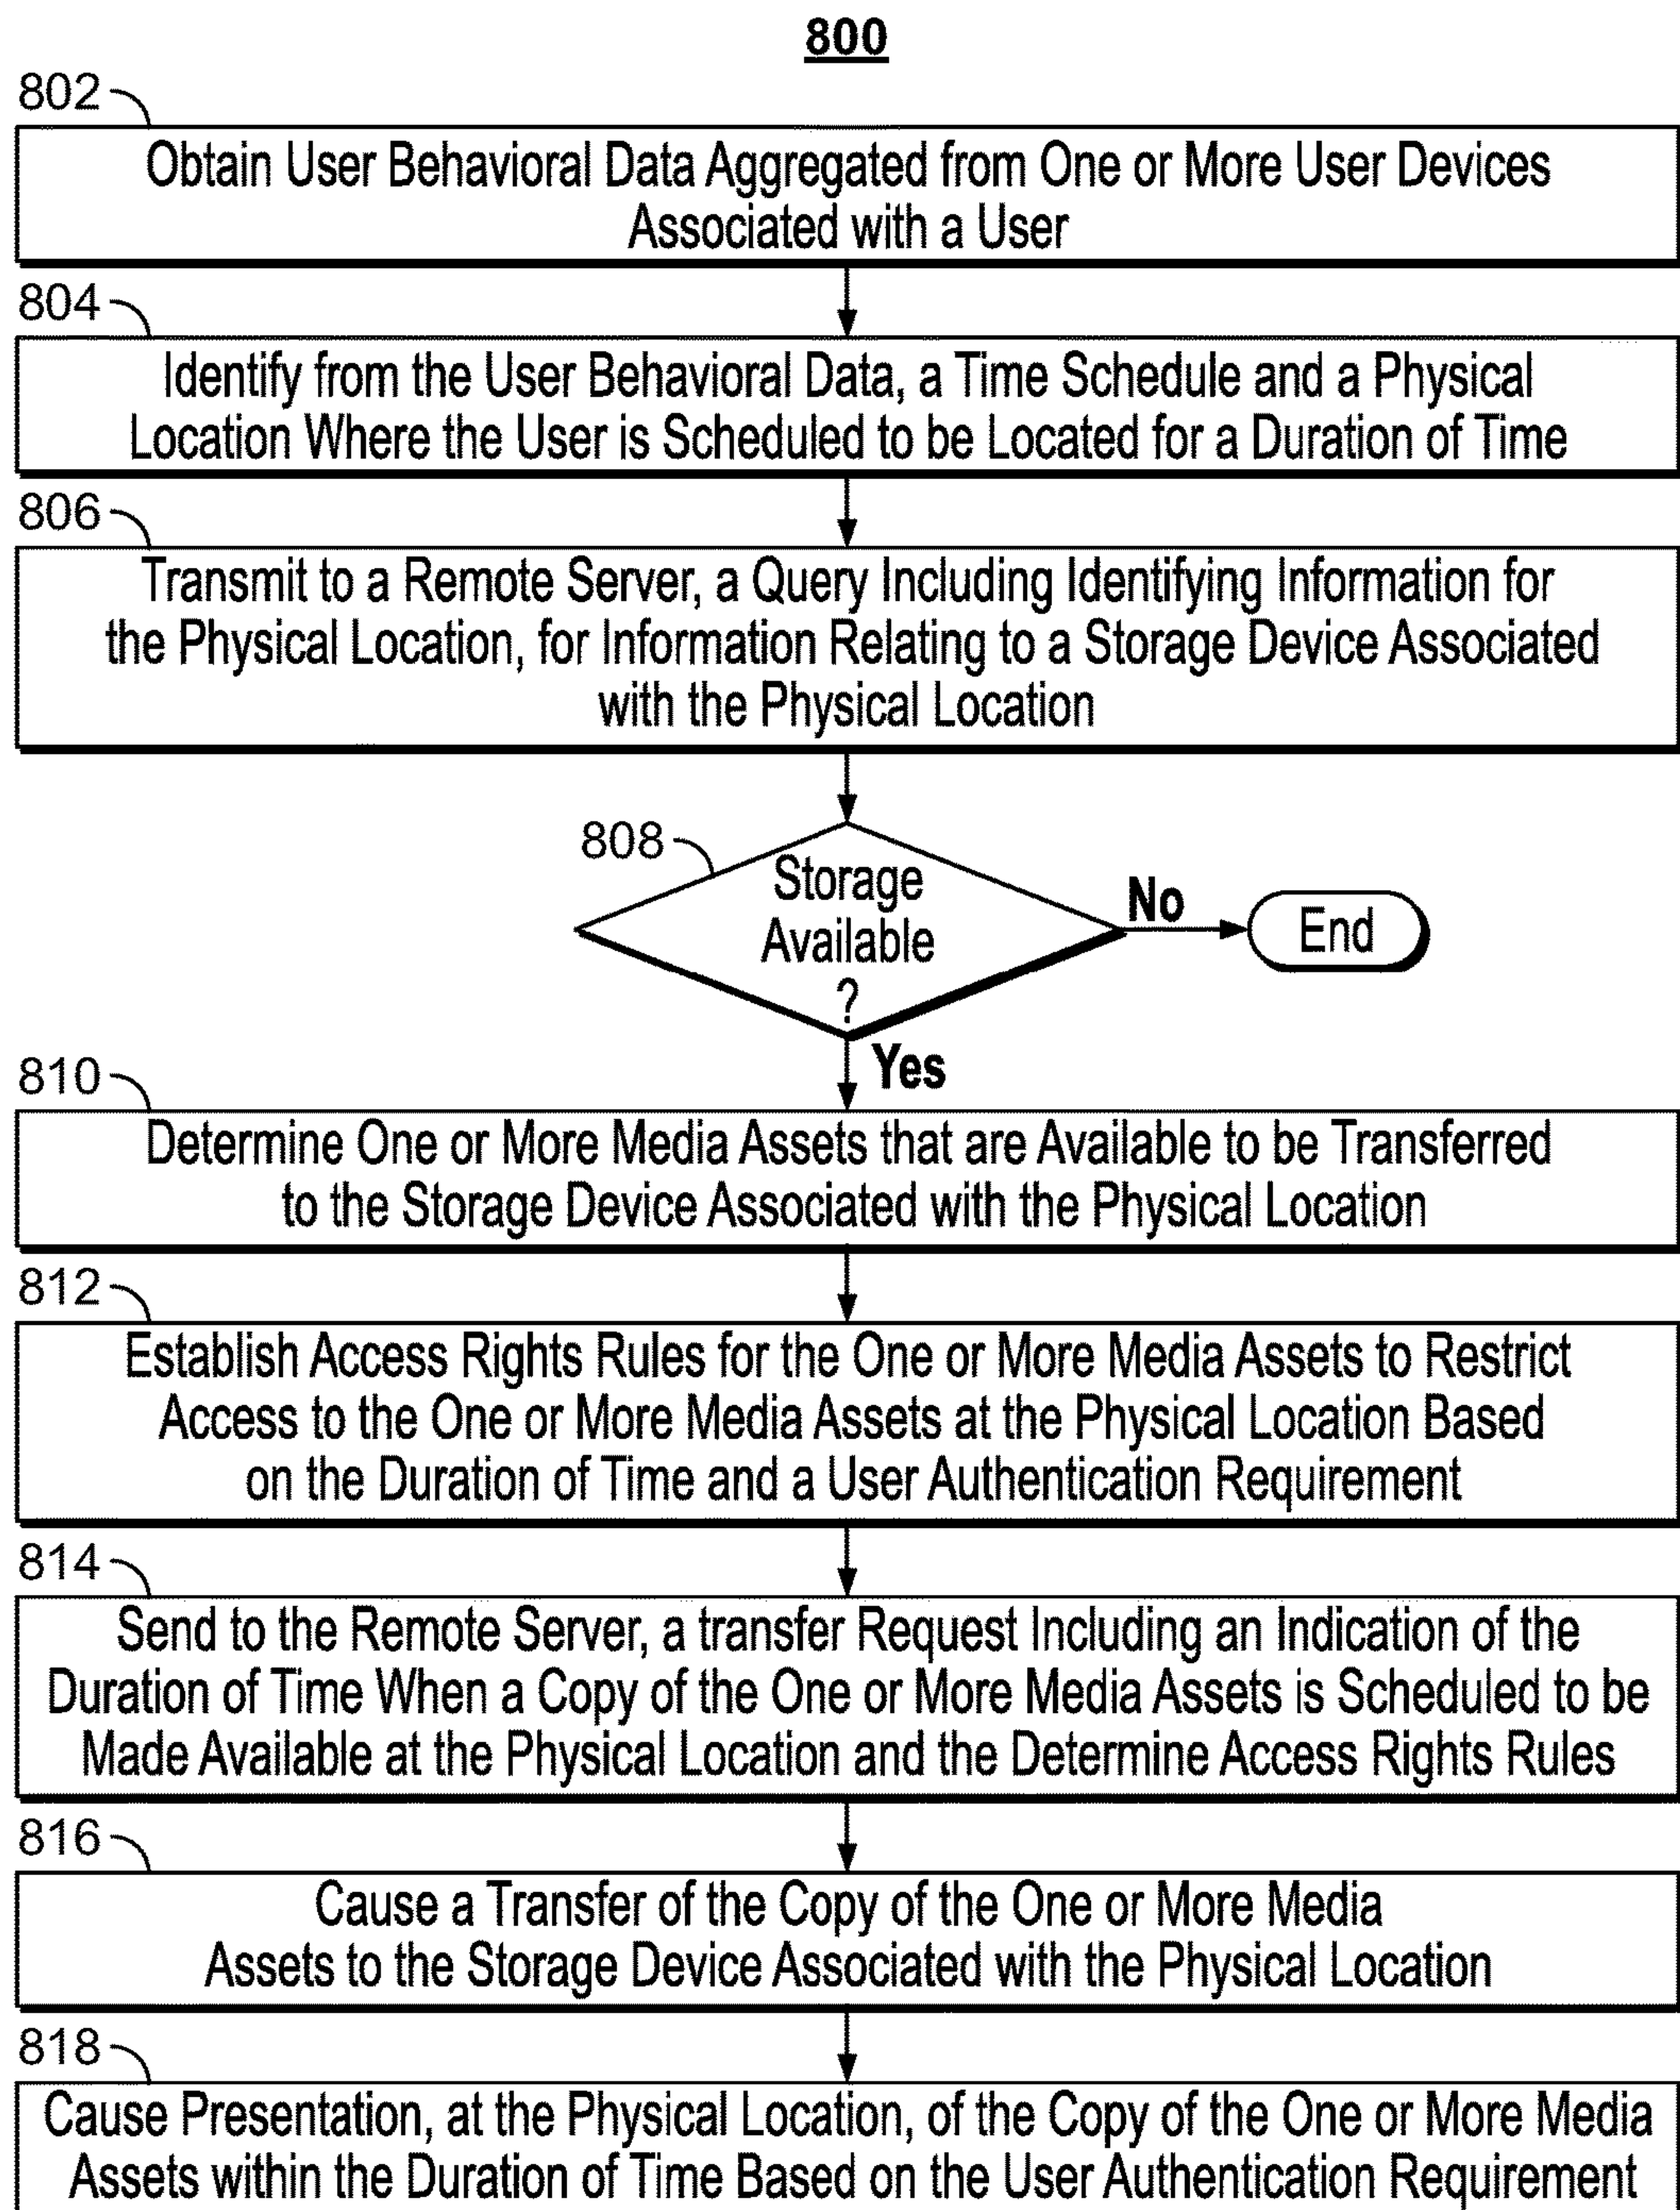 800
802
Obtain User Behavioral Data Aggregated from One or More User Devices
Associated with a User
804
Identify from the User Behavioral Data, a Time Schedule and a Physical
Location Where the User is Scheduled to be Located for a Duration of Time
806
Transmit to a Remote Server, a Query Including Identifying Information for
the Physical Location, for Information Relating to a Storage Device Associated
with the Physical Location
808
Storage
Available
?
No
End
Yes
810
Determine One or More Media Assets that are Available to be Transferred
to the Storage Device Associated with the Physical Location
812
Establish Access Rights Rules for the One or More Media Assets to Restrict
Access to the One or More Media Assets at the Physical Location Based
on the Duration of Time and a User Authentication Requirement
814
Send to the Remote Server, a transfer Request Including an Indication of the
Duration of Time When a Copy of the One or More Media Assets is Scheduled to be
Made Available at the Physical Location and the Determine Access Rights Rules
816
Cause a Transfer of the Copy of the One or More Media
Assets to the Storage Device Associated with the Physical Location
818
Cause Presentation, at the Physical Location, of the Copy of the One or More Media
Assets within the Duration of Time Based on the User Authentication Requirement